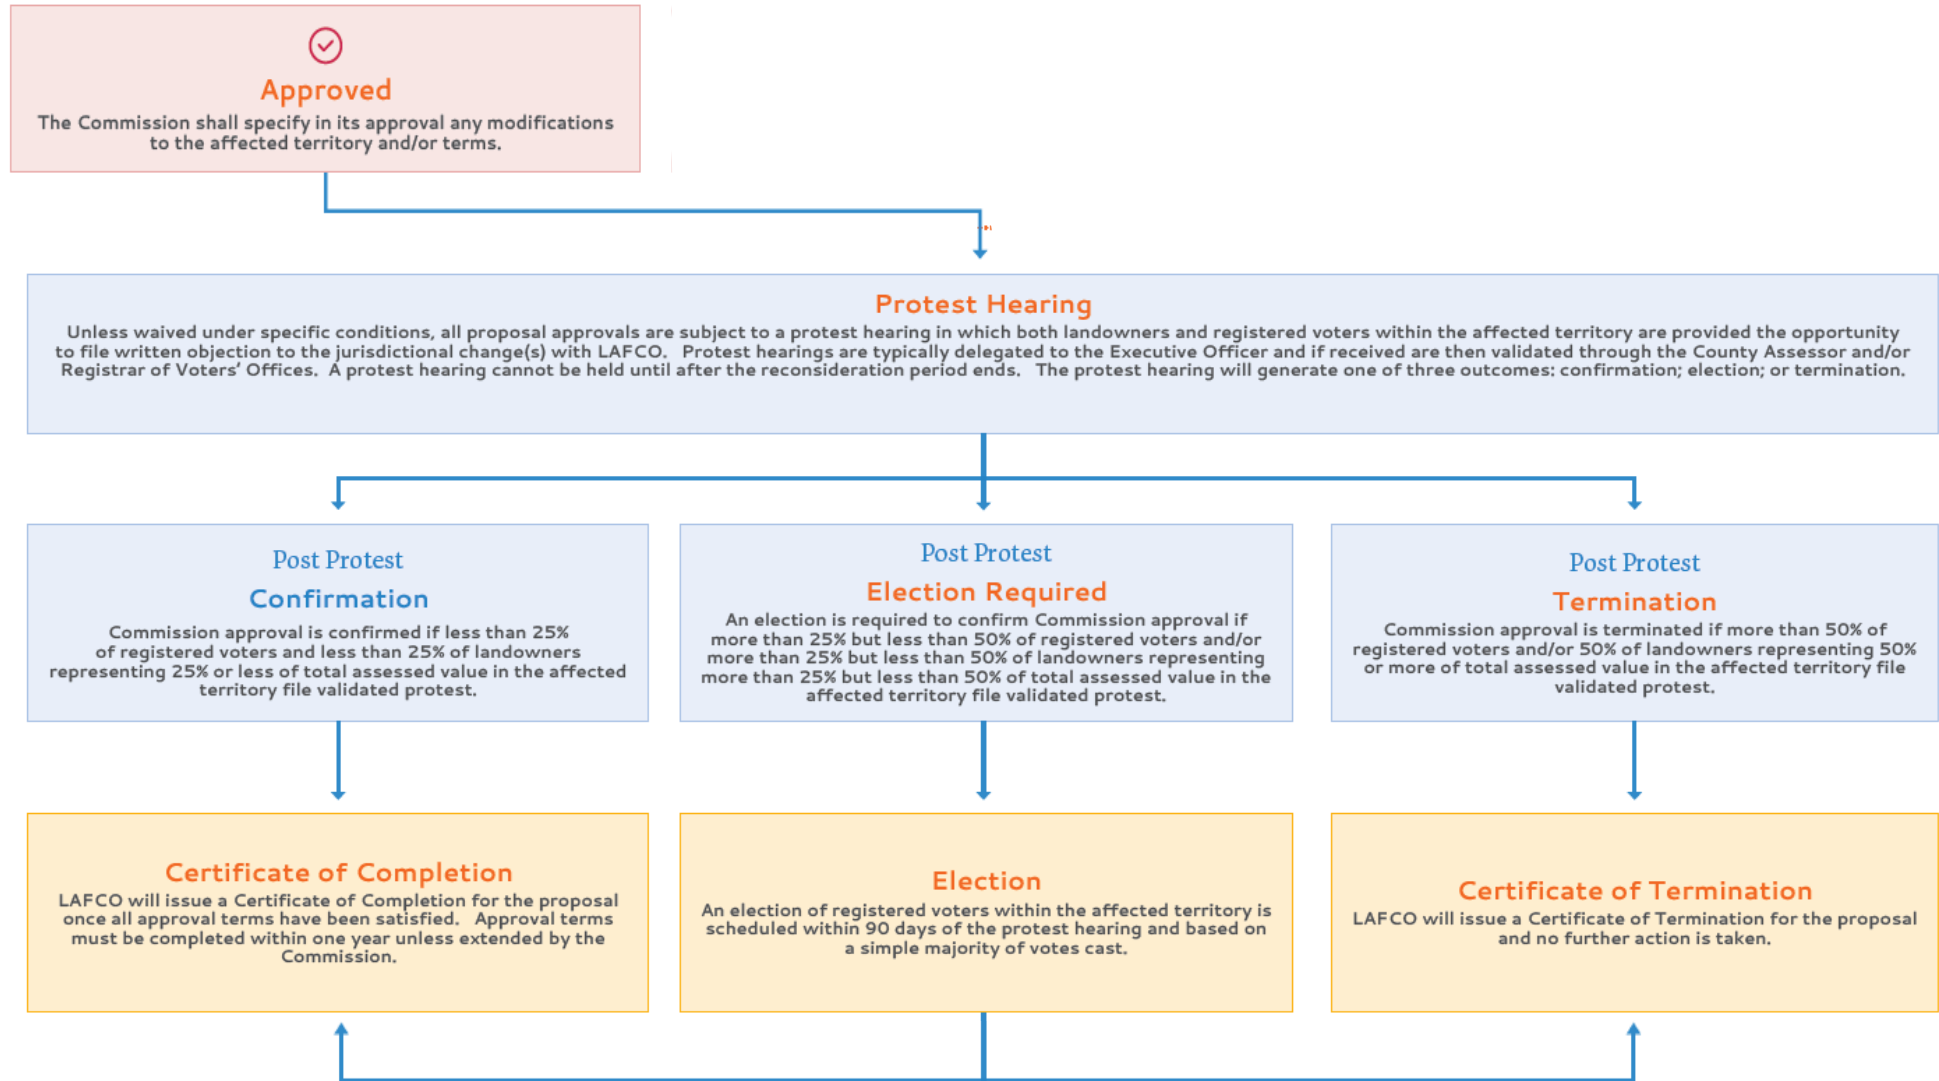 Approved
The Commission shall specify in its approval any modifications
to the affected territory and/or terms.
Protest Hearing
Unless waived under specific conditions, all proposal approvals are subject to a protest hearing in which both landowners and registered voters within the affected territory are provided the opportunity
to file written objection to the jurisdictional change(s) with LAFCO. Protest hearings are typically delegated to the Executive Officer and if received are then validated through the County Assessor and/or
Registrar of Voters' Offices. A protest hearing cannot be held until after the reconsideration period ends. The protest hearing will generate one of three outcomes: confirmation; election; or termination.
Post Protest
Confirmation
Commission approval is confirmed if less than 25%
of registered voters and less than 25% of landowners
representing 25% or less of total assessed value in the affected
territory file validated protest.
Post Protest
Election Required
An election is required to confirm Commission approval if
more than 25% but less than 50% of registered voters and/or
more than 25% but less than 50% of landowners representing
more than 25% but less than 50% of total assessed value in the
affected territory file validated protest.
Post Protest
Termination
Commission approval is terminated if more than 50% of
registered voters and/or 50% of landowners representing 50%
or more of total assessed value in the affected territory file
validated protest.
Certificate of Completion
LAFCO will issue a Certificate of Completion for the proposal
once all approval terms have been satisfied. Approval terms
must be completed within one year unless extended by the
Commission.
Election
An election of registered voters within the affected territory is
scheduled within 90 days of the protest hearing and based on
a simple majority of votes cast.
Certificate of Termination
LAFCO will issue a Certificate of Termination for the proposal
and no further action is taken.